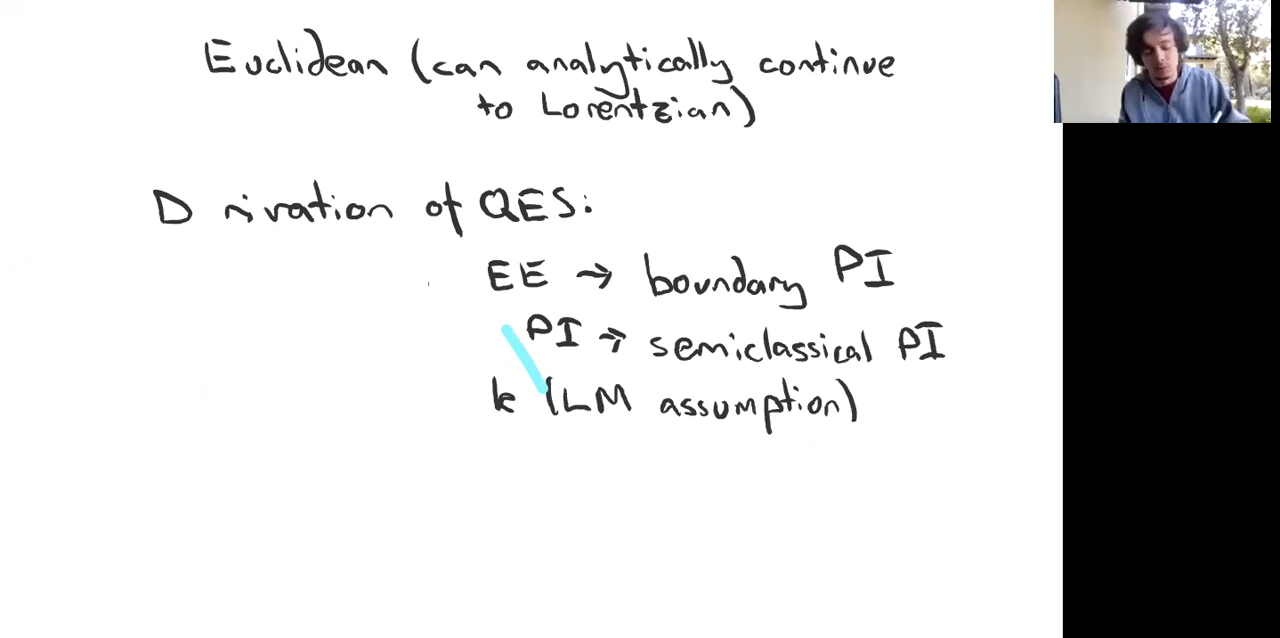 Euclidean (can analytically continue
to Lorentzian)
D rivation of QES:
EE → boundary PI
PI → semiclassical PI
k (LM assumption)